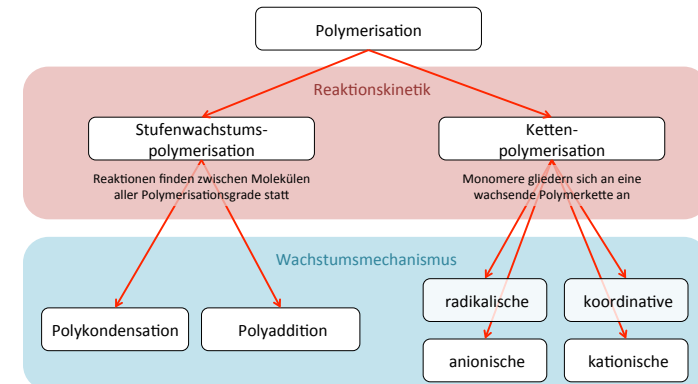 Polymerisation
Reaktionskinetik
Stufenwachstums-
polymerisation
Ketten-
polymerisation
Reaktionen finden zwischen Molekülen
aller Polymerisationsgrade statt
Monomere gliedern sich an eine
wachsende Polymerkette an
Wachstumsmechanismus
radikalische
koordinative
Polykondensation
Polyaddition
anionische
kationische